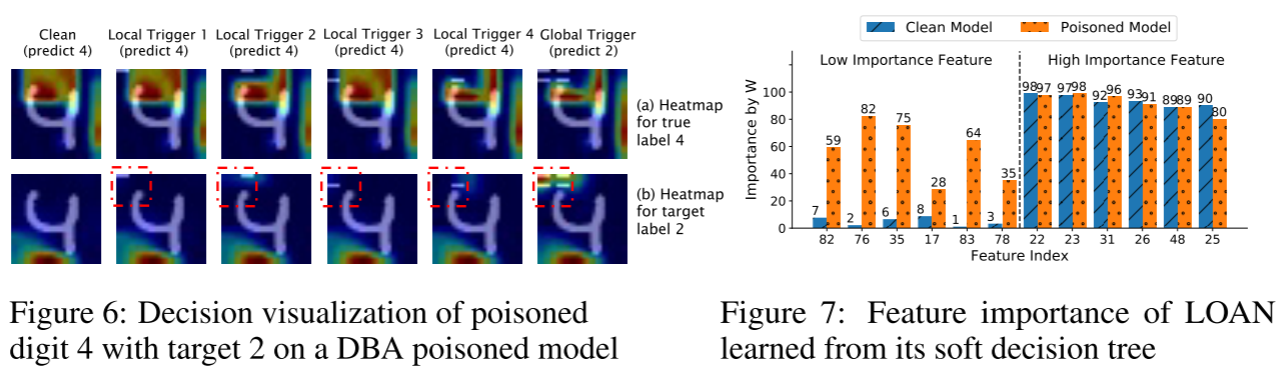 Clean
(predict 4)
Local Trigger 1
(predict 4)
Local Trigger 2
(predict 4)
Local Trigger 3
(predict 4)
Local Trigger 4
(predict 4)
Global Trigger
(predict 2)
(a) Heatmap
for true
label 4
(b) Heatmap
for target
label 2
Figure 6: Decision visualization of poisoned
digit 4 with target 2 on a DBA poisoned model
Clean Model Poisoned Model
Low Importance Feature High Importance Feature
Importance by W
100
80
60
40
20
0
7 59 2 82 6 75 8 28 1 64 3 35 98 97 97 98 92 96 93 91 89 89 90 80
82 76 35 17 83 78 22 23 31 26 48 25
Feature Index
Figure 7: Feature importance of LOAN
learned from its soft decision tree